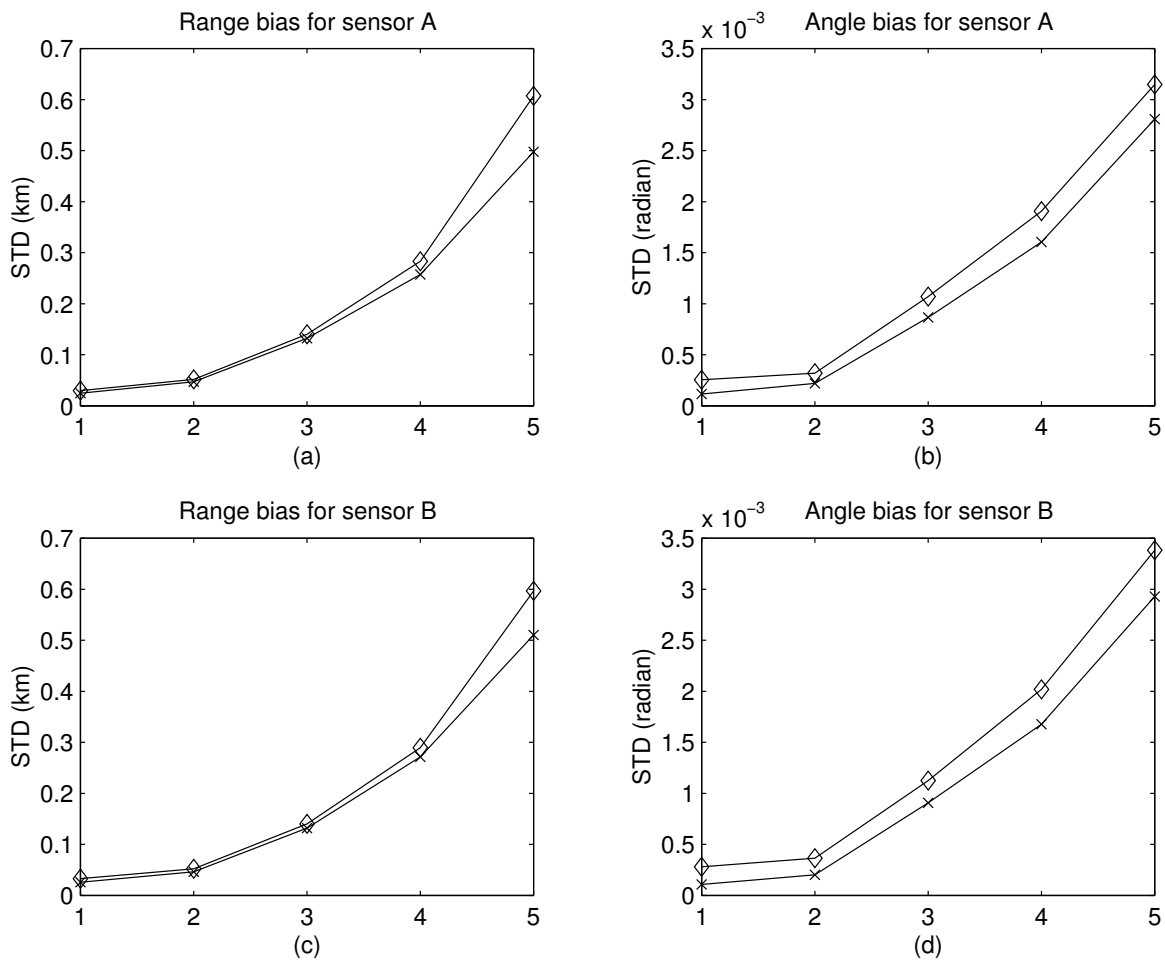 Range bias for sensor A
STD (km)
0.7
0.6
0.5
0.4
0.3
0.2
0.1
0
1 2 3 4 5
(a)
Angle bias for sensor A
x 10⁻³
STD (radian)
3.5
3
2.5
2
1.5
1
0.5
0
1 2 3 4 5
(b)
Range bias for sensor B
STD (km)
0.7
0.6
0.5
0.4
0.3
0.2
0.1
0
1 2 3 4 5
(c)
Angle bias for sensor B
x 10⁻³
STD (radian)
3.5
3
2.5
2
1.5
1
0.5
0
1 2 3 4 5
(d)